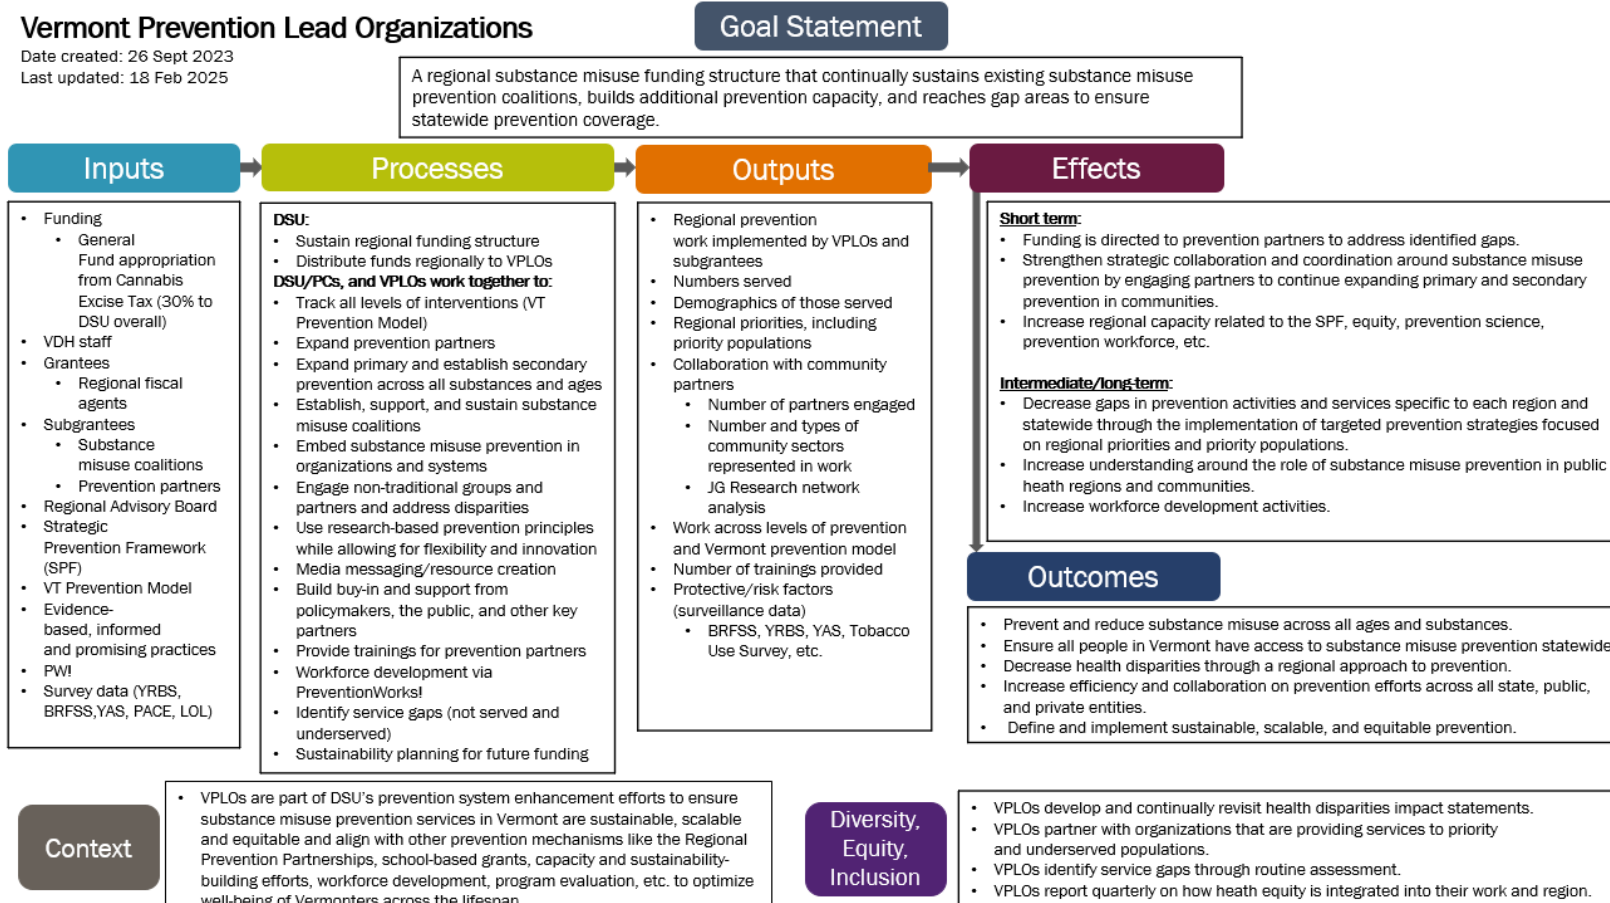 Vermont Prevention Lead Organizations
Date created: 26 Sept 2023
Last updated: 18 Feb 2025
Goal Statement
A regional substance misuse funding structure that continually sustains existing substance misuse
prevention coalitions, builds additional prevention capacity, and reaches gap areas to ensure
statewide prevention coverage.
Inputs
• Funding
• General
Fund appropriation
from Cannabis
Excise Tax (30% to
DSU overall)
• VDH staff
• Grantees
• Regional fiscal
agents
• Subgrantees
• Substance
misuse coalitions
• Prevention partners
• Regional Advisory Board
• Strategic
Prevention Framework
(SPF)
• VT Prevention Model
• Evidence-
based, informed
and promising practices
• PW!
• Survey data (YRBS,
BRFSS,YAS, PACE, LOL)
Processes
DSU:
• Sustain regional funding structure
• Distribute funds regionally to VPLOs
DSU/PCs, and VPLOs work together to:
• Track all levels of interventions (VT
Prevention Model)
• Expand prevention partners
• Expand primary and establish secondary
prevention across all substances and ages
• Establish, support, and sustain substance
misuse coalitions
• Embed substance misuse prevention in
organizations and systems
• Engage non-traditional groups and
partners and address disparities
• Use research-based prevention principles
while allowing for flexibility and innovation
• Media messaging/resource creation
• Build buy-in and support from
policymakers, the public, and other key
partners
• Provide trainings for prevention partners
• Workforce development via
PreventionWorks!
• Identify service gaps (not served and
underserved)
• Sustainability planning for future funding
Outputs
• Regional prevention
work implemented by VPLOs and
subgrantees
• Numbers served
• Demographics of those served
• Regional priorities, including
priority populations
• Collaboration with community
partners
• Number of partners engaged
• Number and types of
community sectors
represented in work
• JG Research network
analysis
• Work across levels of prevention
and Vermont prevention model
• Number of trainings provided
• Protective/risk factors
(surveillance data)
• BRFSS, YRBS, YAS, Tobacco
Use Survey, etc.
Effects
Short term:
• Funding is directed to prevention partners to address identified gaps.
• Strengthen strategic collaboration and coordination around substance misuse
prevention by engaging partners to continue expanding primary and secondary
prevention in communities.
• Increase regional capacity related to the SPF, equity, prevention science,
prevention workforce, etc.
Intermediate/long-term:
• Decrease gaps in prevention activities and services specific to each region and
statewide through the implementation of targeted prevention strategies focused
on regional priorities and priority populations.
• Increase understanding around the role of substance misuse prevention in public
heath regions and communities.
• Increase workforce development activities.
Outcomes
• Prevent and reduce substance misuse across all ages and substances.
• Ensure all people in Vermont have access to substance misuse prevention statewide
• Decrease health disparities through a regional approach to prevention.
• Increase efficiency and collaboration on prevention efforts across all state, public,
and private entities.
• Define and implement sustainable, scalable, and equitable prevention.
Context
• VPLOs are part of DSU's prevention system enhancement efforts to ensure
substance misuse prevention services in Vermont are sustainable, scalable
and equitable and align with other prevention mechanisms like the Regional
Prevention Partnerships, school-based grants, capacity and sustainability-
building efforts, workforce development, program evaluation, etc. to optimize
well-being of Vermonters across the lifespan
Diversity,
Equity,
Inclusion
• VPLOs develop and continually revisit health disparities impact statements.
• VPLOs partner with organizations that are providing services to priority
and underserved populations.
• VPLOs identify service gaps through routine assessment.
• VPLOs report quarterly on how heath equity is integrated into their work and region.